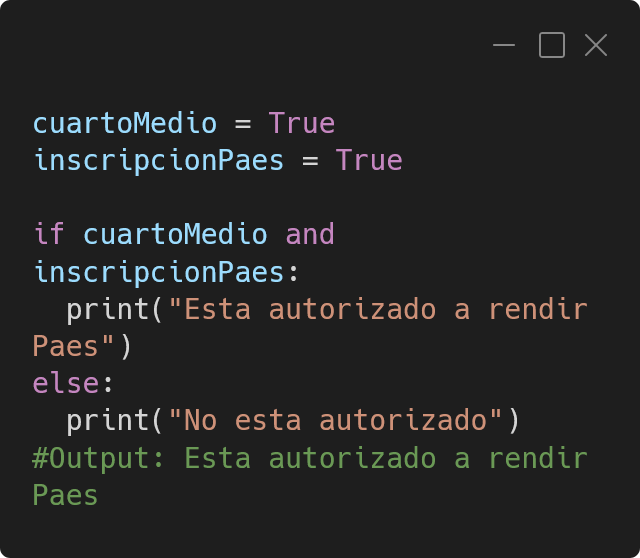 cuartoMedio = True
inscripcionPaes = True

if cuartoMedio and
inscripcionPaes:
  print("Esta autorizado a rendir
Paes")
else:
  print("No esta autorizado")
#Output: Esta autorizado a rendir
Paes